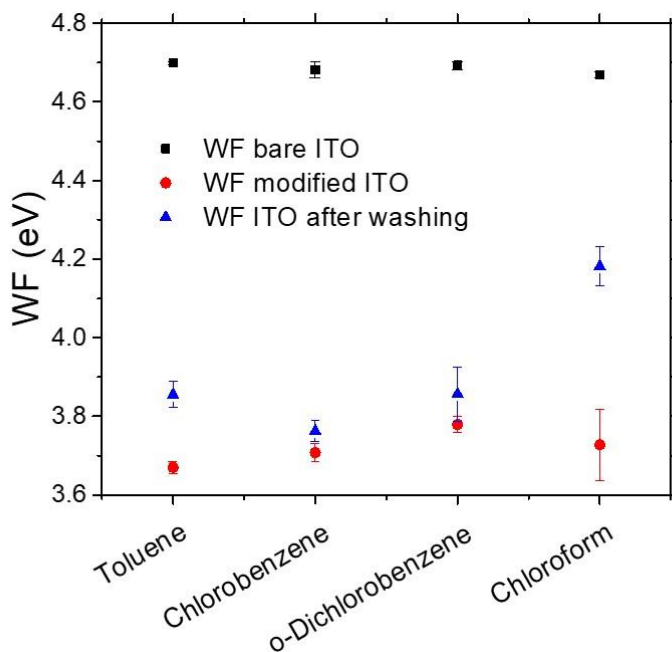 4.8
4.6
4.4
4.2
4.0
3.8
3.6
WF (eV)
WF bare ITO
WF modified ITO
WF ITO after washing
Toluene
Chlorobenzene
o-Dichlorobenzene
Chloroform